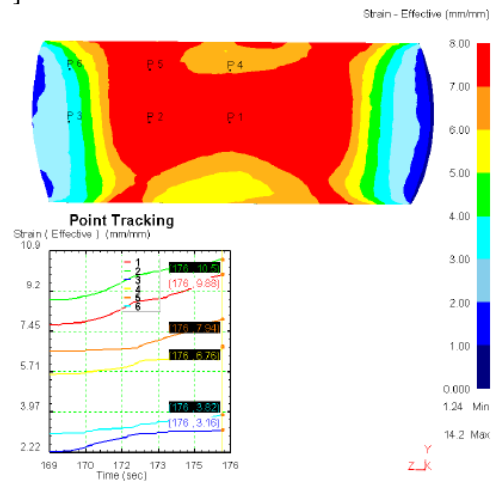 Strain - Effective (mm/mm)
8.00
7.00
6.00
5.00
4.00
3.00
2.00
1.00
0.000
1.24 Min
14.2 Max
P 6
P 5
P 4
P 3
P 2
P 1
Point Tracking
Strain ( Effective ) (mm/mm)
10.9
9.2
7.45
5.71
3.97
2.22
1
2
3
4
5
6
(176 , 10.5)
(176 , 9.88)
(176 , 7.94)
(176 , 6.76)
(176 , 3.82)
(176 , 3.16)
169 170 172 173 175 176
Time (sec)
Y
Z X